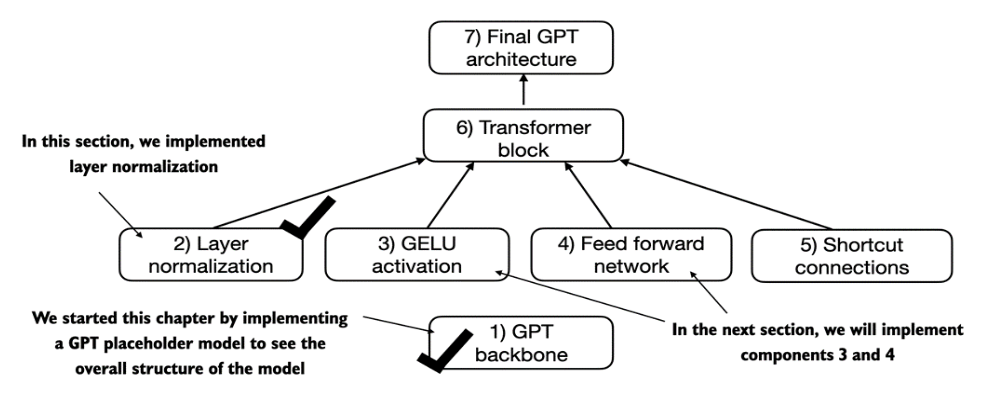 7) Final GPT
architecture
6) Transformer
block
In this section, we implemented
layer normalization
2) Layer
normalization
3) GELU
activation
4) Feed forward
network
5) Shortcut
connections
We started this chapter by implementing
a GPT placeholder model to see the
overall structure of the model
1) GPT
backbone
In the next section, we will implement
components 3 and 4